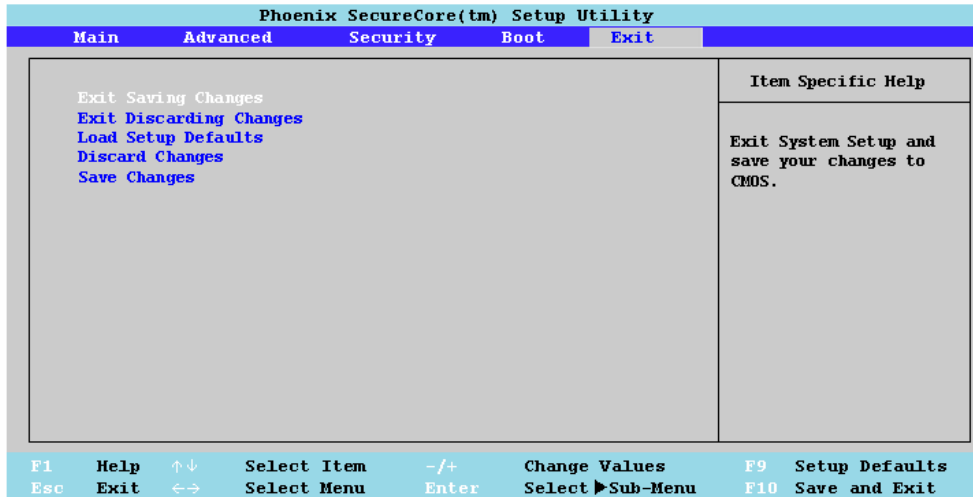 Phoenix SecureCore(tm) Setup Utility
Main Advanced Security Boot Exit
Exit Saving Changes
Exit Discarding Changes
Load Setup Defaults
Discard Changes
Save Changes
Item Specific Help
Exit System Setup and
save your changes to
CMOS.
F1 Help ↑↓ Select Item -/+ Change Values F9 Setup Defaults
Esc Exit ←→ Select Menu Enter Select ▶Sub-Menu F10 Save and Exit